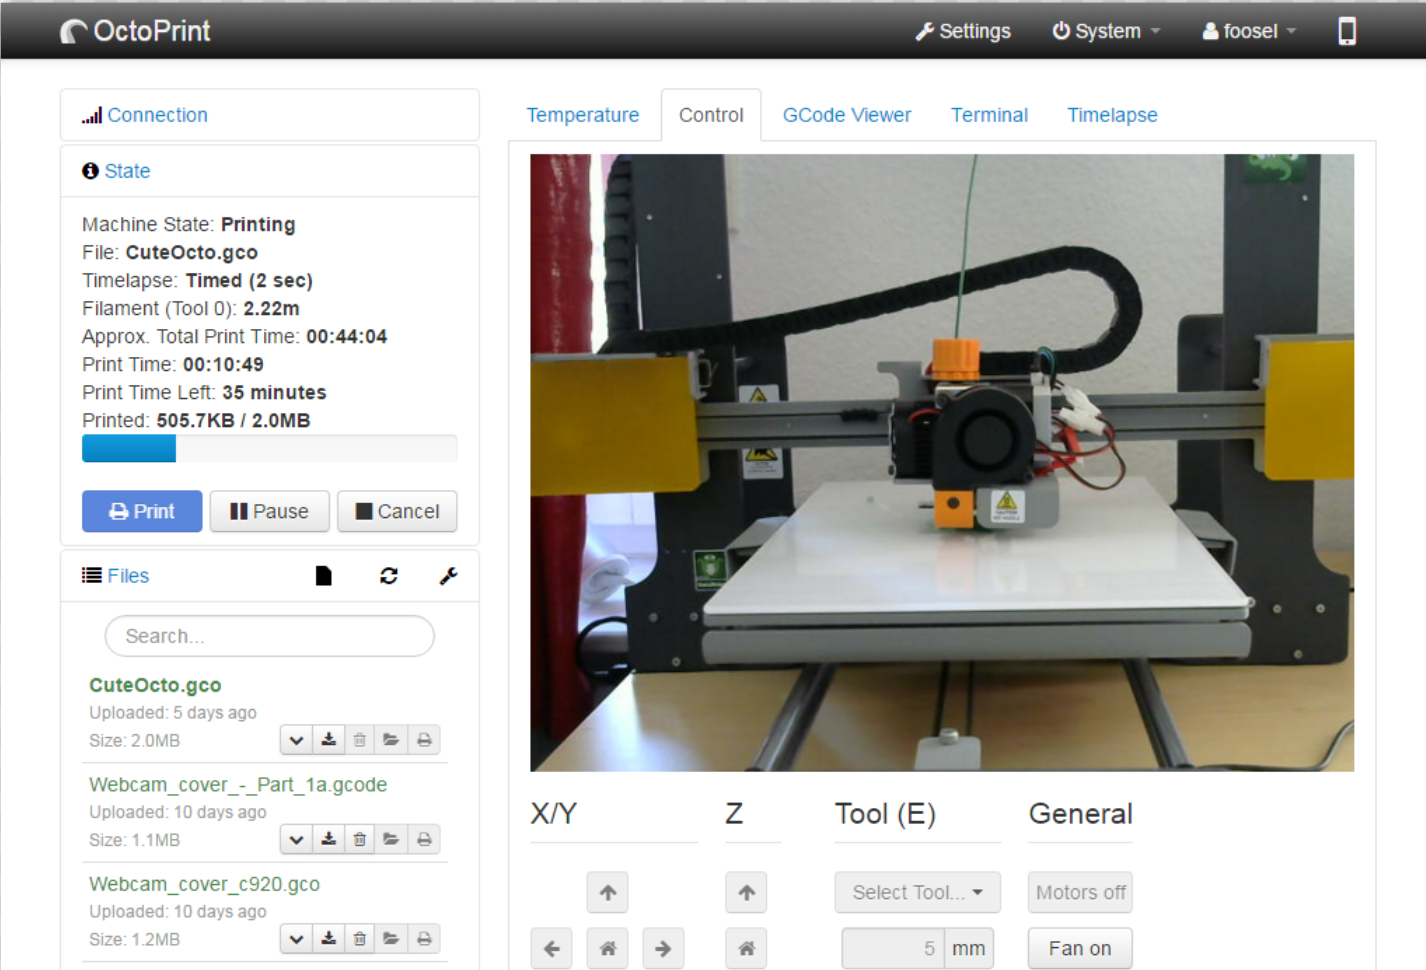 OctoPrint
Settings
System
foosel
Connection
State
Machine State: Printing
File: CuteOcto.gco
Timelapse: Timed (2 sec)
Filament (Tool 0): 2.22m
Approx. Total Print Time: 00:44:04
Print Time: 00:10:49
Print Time Left: 35 minutes
Printed: 505.7KB / 2.0MB
Print
Pause
Cancel
Files
Search...
CuteOcto.gco
Uploaded: 5 days ago
Size: 2.0MB
Webcam_cover_-_Part_1a.gcode
Uploaded: 10 days ago
Size: 1.1MB
Webcam_cover_c920.gco
Uploaded: 10 days ago
Size: 1.2MB
Temperature
Control
GCode Viewer
Terminal
Timelapse
X/Y
Z
Tool (E)
General
Select Tool...
Motors off
5 mm
Fan on